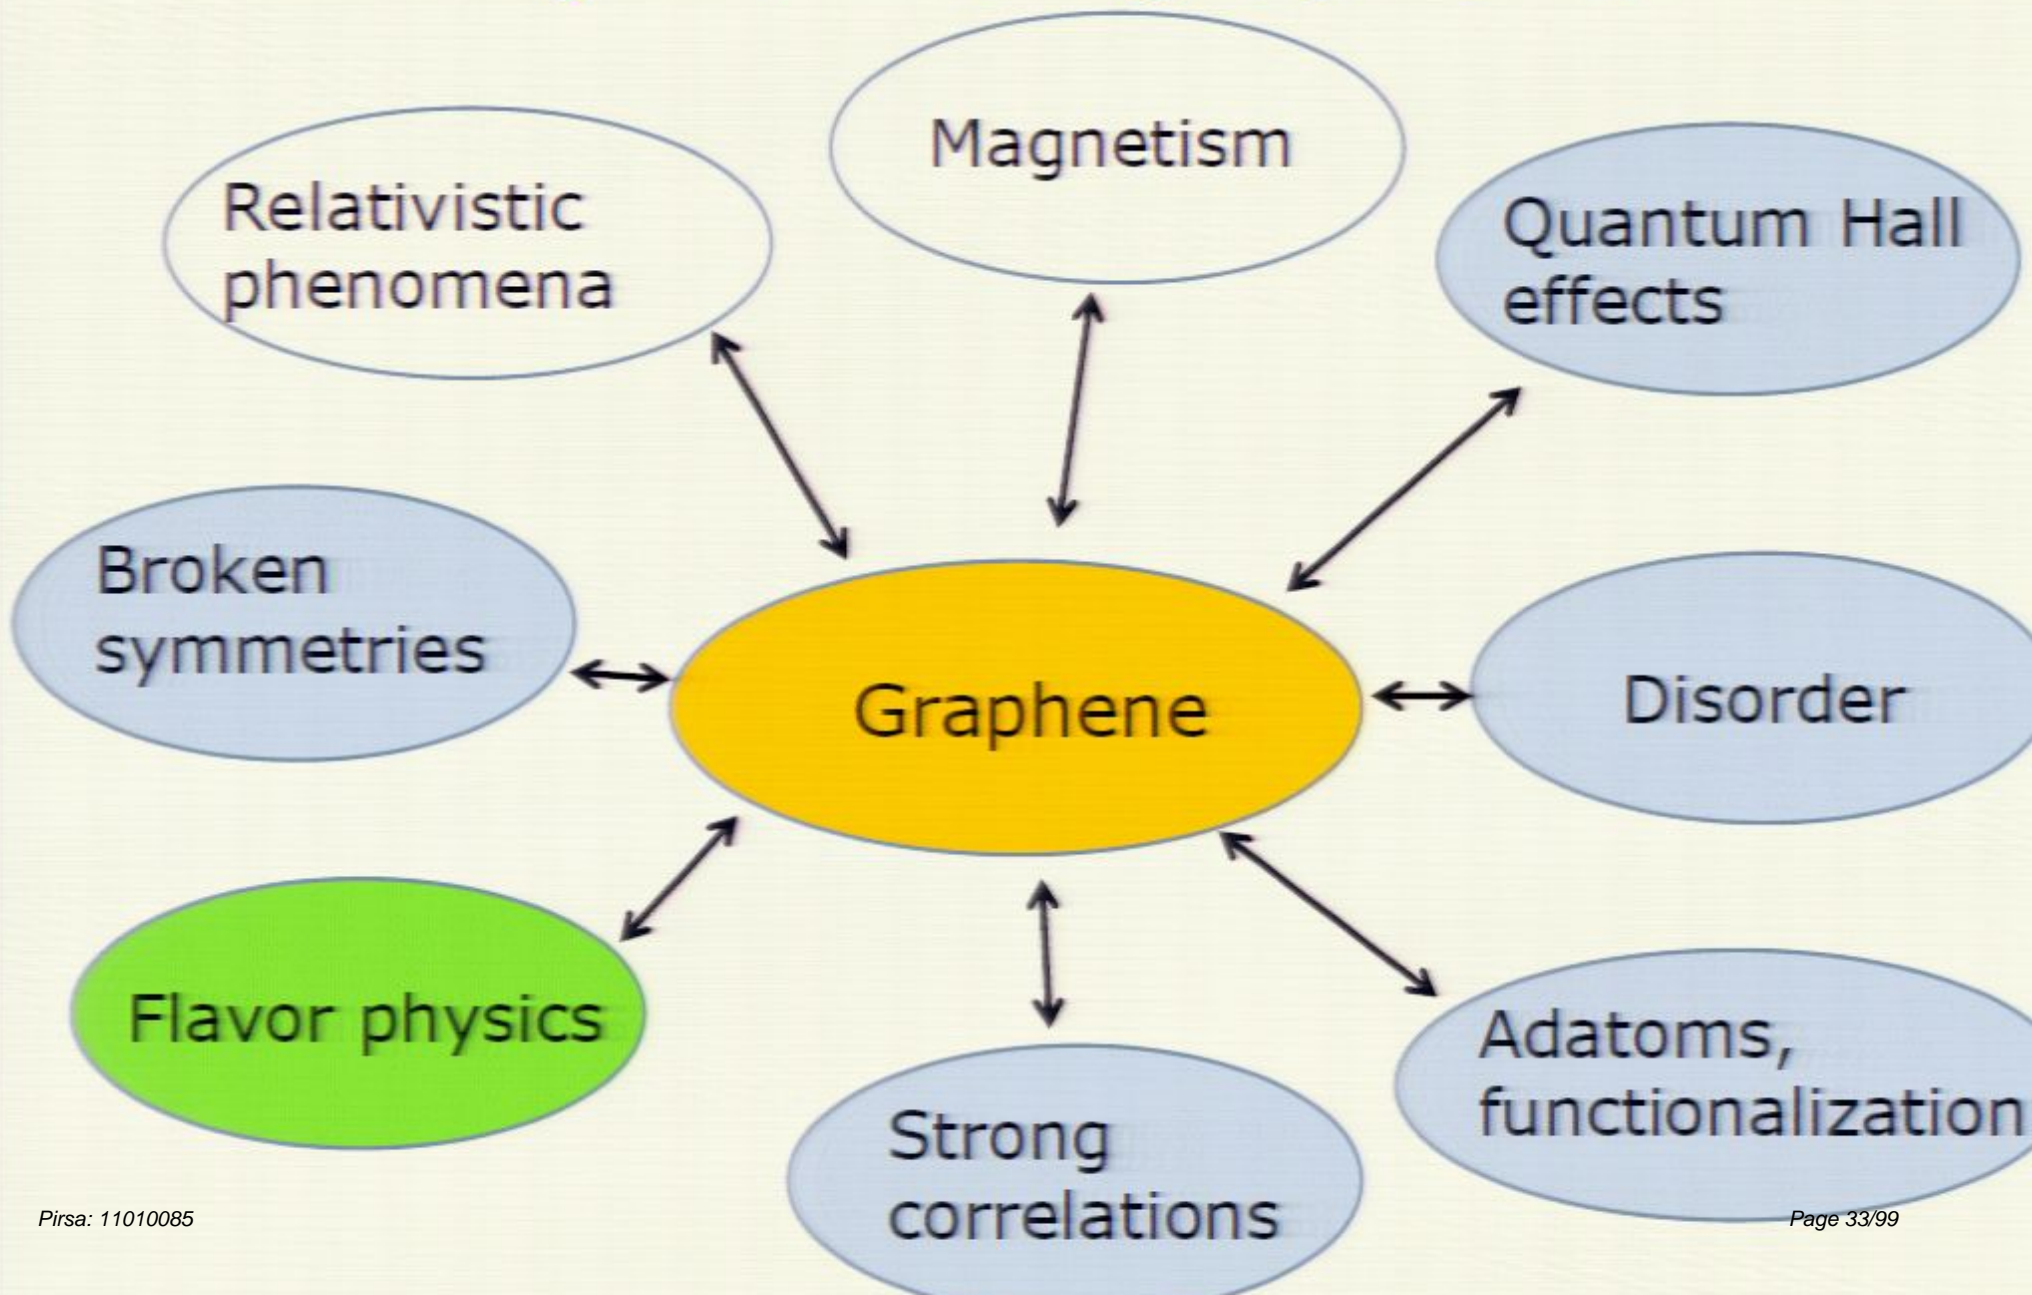 Magnetism
Relativistic
phenomena
Quantum Hall
effects
Broken
symmetries
Graphene
Disorder
Flavor physics
Adatoms,
functionalization
Strong
correlations
Pirsa: 11010085
Page 33/99